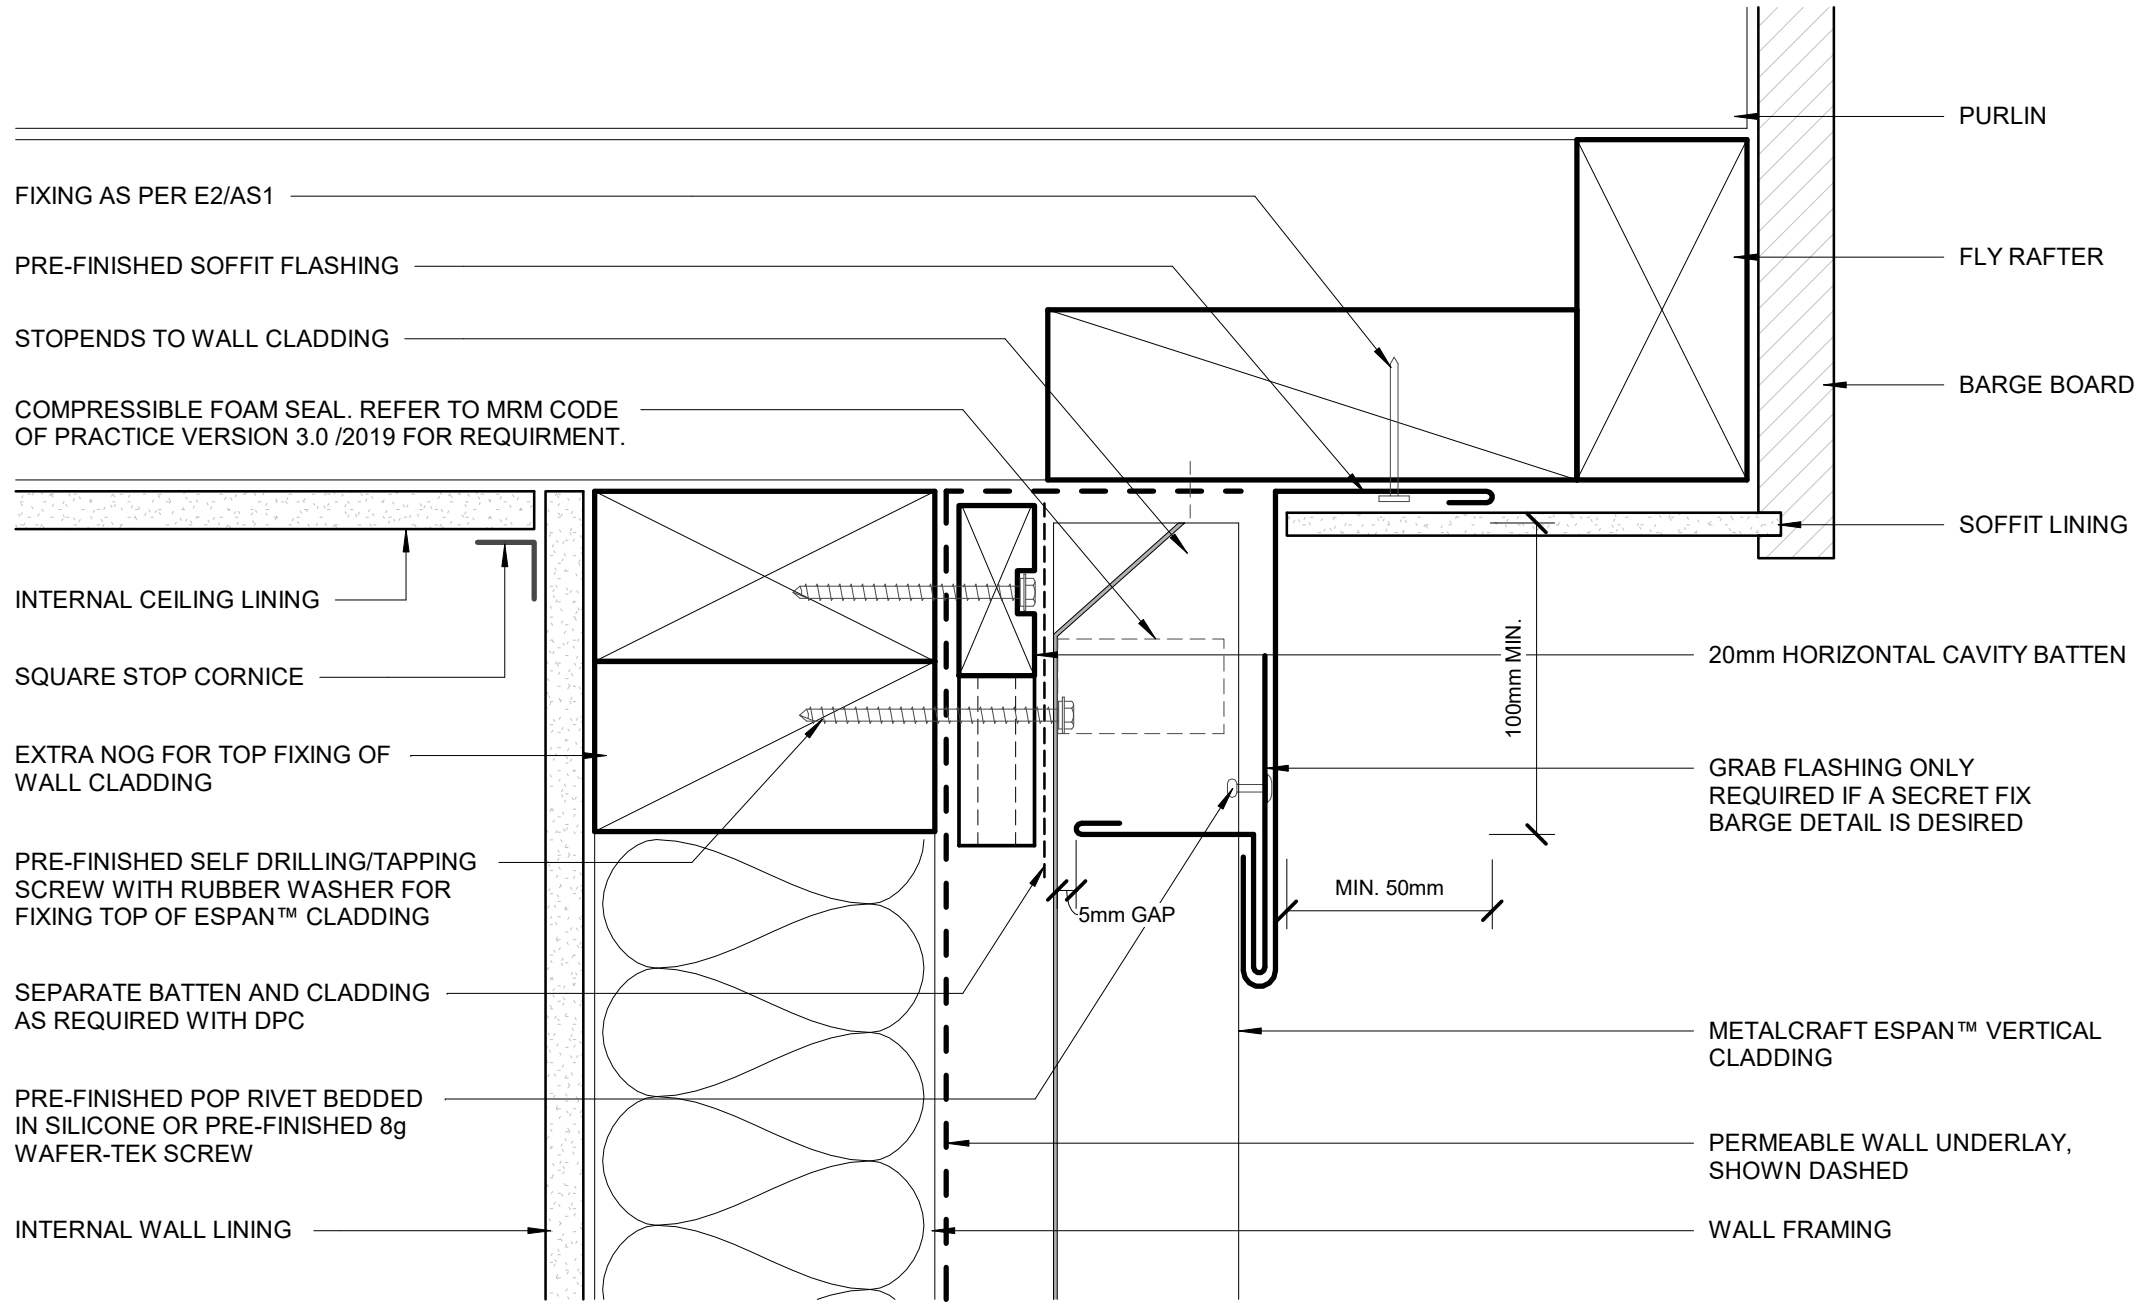 FIXING AS PER E2/AS1
PRE-FINISHED SOFFIT FLASHING
STOPENDS TO WALL CLADDING
COMPRESSIBLE FOAM SEAL. REFER TO MRM CODE
OF PRACTICE VERSION 3.0 /2019 FOR REQUIRMENT.
INTERNAL CEILING LINING
SQUARE STOP CORNICE
EXTRA NOG FOR TOP FIXING OF
WALL CLADDING
PRE-FINISHED SELF DRILLING/TAPPING
SCREW WITH RUBBER WASHER FOR
FIXING TOP OF ESPAN™ CLADDING
SEPARATE BATTEN AND CLADDING
AS REQUIRED WITH DPC
PRE-FINISHED POP RIVET BEDDED
IN SILICONE OR PRE-FINISHED 8g
WAFER-TEK SCREW
INTERNAL WALL LINING
5mm GAP
MIN. 50mm
100mm MIN.
PURLIN
FLY RAFTER
BARGE BOARD
SOFFIT LINING
20mm HORIZONTAL CAVITY BATTEN
GRAB FLASHING ONLY
REQUIRED IF A SECRET FIX
BARGE DETAIL IS DESIRED
METALCRAFT ESPAN™ VERTICAL
CLADDING
PERMEABLE WALL UNDERLAY,
SHOWN DASHED
WALL FRAMING